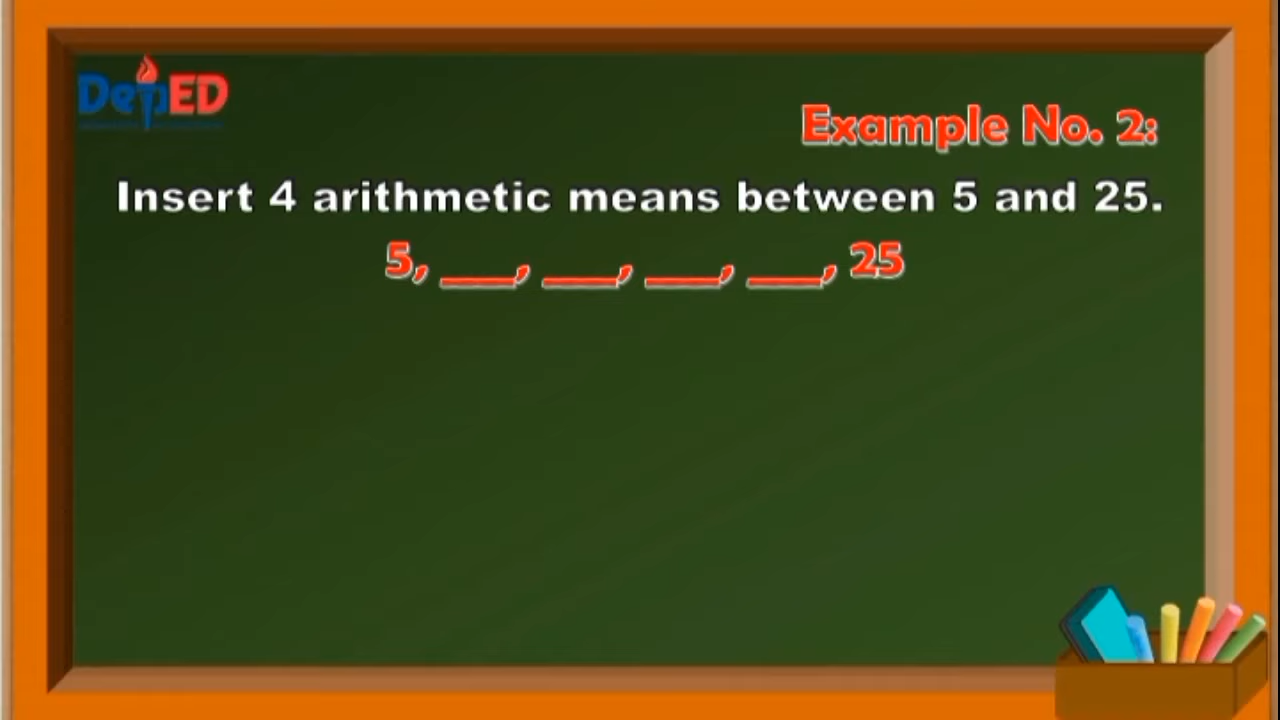 DepED
Example No. 2:
Insert 4 arithmetic means between 5 and 25.
5, ___, ___, ___, ___, 25